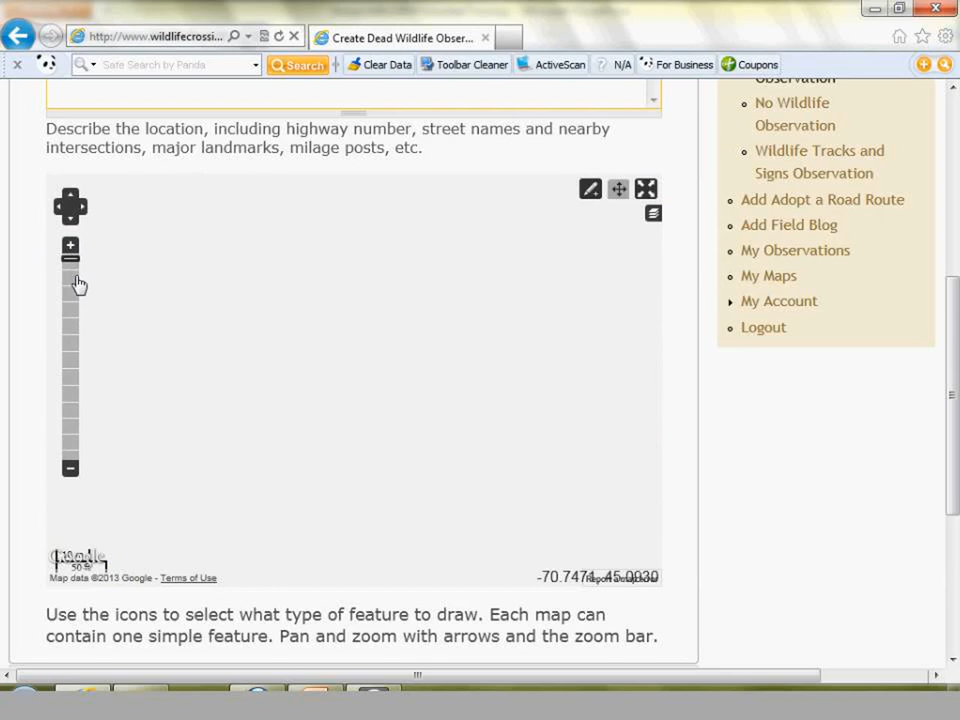 http://www.wildlifecrossi...
Create Dead Wildlife Obser...
Safe Search by Panda
Search
Clear Data
Toolbar Cleaner
ActiveScan
N/A
For Business
Coupons
Describe the location, including highway number, street names and nearby
intersections, major landmarks, milage posts, etc.
Observation
No Wildlife
Observation
Wildlife Tracks and
Signs Observation
Add Adopt a Road Route
Add Field Blog
My Observations
My Maps
My Account
Logout
Google
Map data ©2013 Google - Terms of Use
-70.7471, 45.0930
Use the icons to select what type of feature to draw. Each map can
contain one simple feature. Pan and zoom with arrows and the zoom bar.